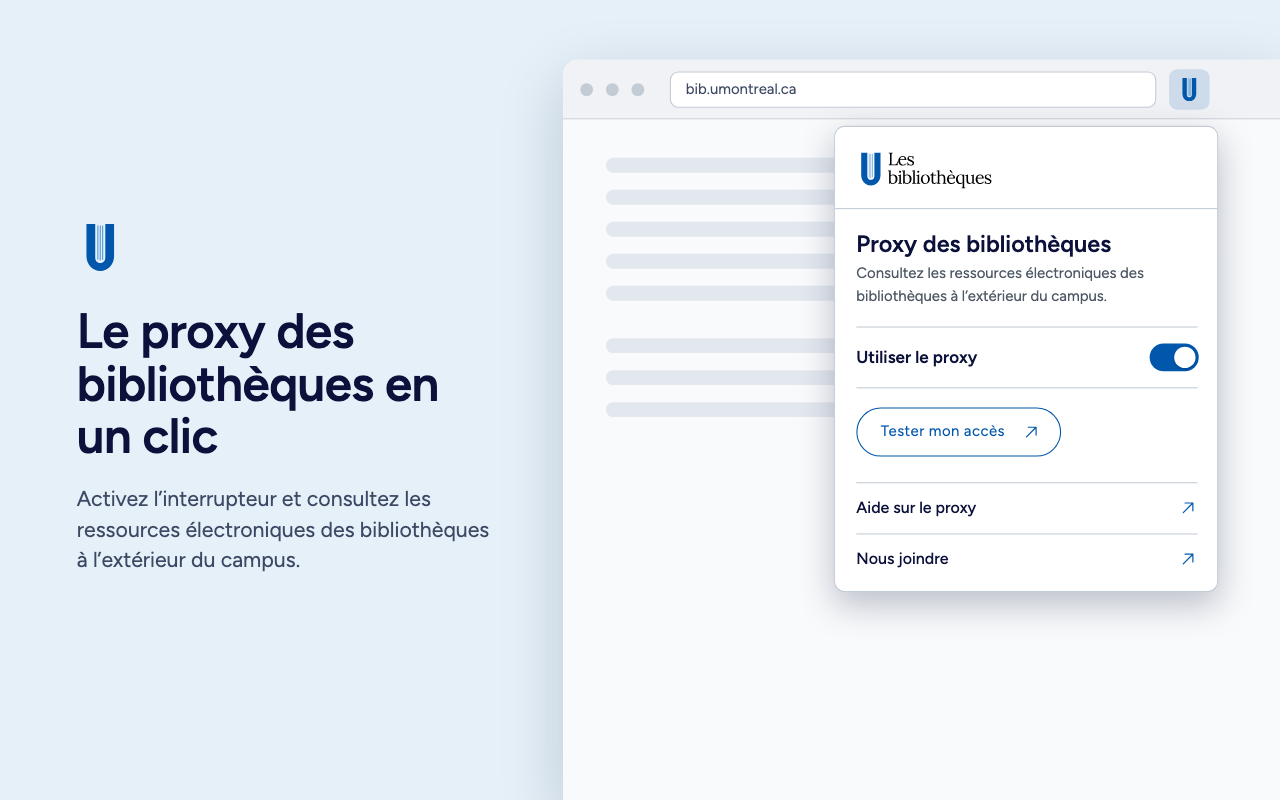 Le proxy des
bibliothèques en
un clic
Activez l’interrupteur et consultez les
ressources électroniques des bibliothèques
à l’extérieur du campus.
bib.umontreal.ca
Les
bibliothèques
Proxy des bibliothèques
Consultez les ressources électroniques des
bibliothèques à l’extérieur du campus.
Utiliser le proxy
Tester mon accès
Aide sur le proxy
Nous joindre